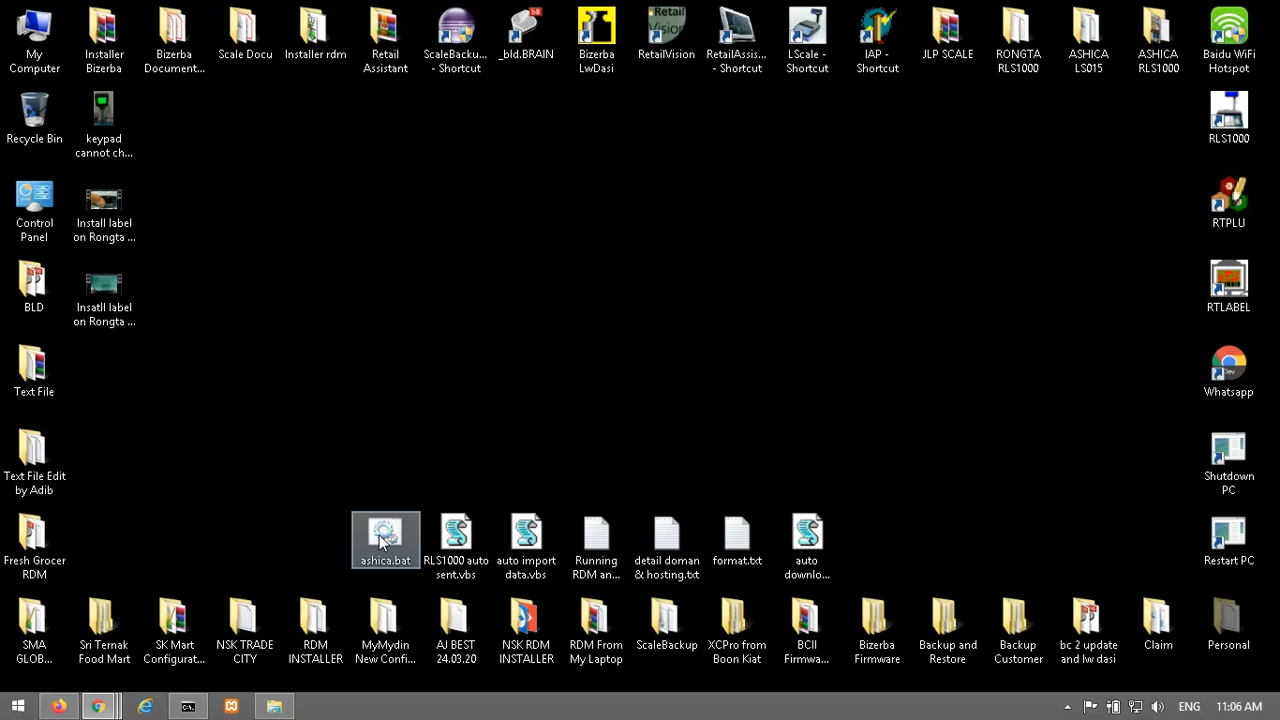 My
Computer
Installer
Bizerba
Bizerba
Document...
Scale Docu
Installer rdm
Retail
Assistant
ScaleBacku...
- Shortcut
b8
_bld.BRAIN
Bizerba
LwDasi
Retail
Vision
RetailVision
RetailAssis...
- Shortcut
LScale -
Shortcut
IAP -
Shortcut
JLP SCALE
RONGTA
RLS1000
ASHICA
LS015
ASHICA
RLS1000
Baidu WiFi
Hotspot
Recycle Bin
keypad
cannot ch...
RLS1000
Control
Panel
Install label
on Rongta ...
RTPLU
BLD
Insatll label
on Rongta ...
RTLABEL
Text File
Dev
Whatsapp
Text File Edit
by Adib
Shutdown
PC
Fresh Grocer
RDM
ashica.bat
RLS1000 auto
sent.vbs
auto import
data.vbs
Running
RDM an...
detail doman
& hosting.txt
format.txt
auto
downlo...
Restart PC
SMA
GLOB...
Sri Ternak
Food Mart
SK Mart
Configurat...
NSK TRADE
CITY
RDM
INSTALLER
MyMydin
New Confi...
AJ BEST
24.03.20
NSK RDM
INSTALLER
RDM From
My Laptop
ScaleBackup
XCPro from
Boon Kiat
BCII
Firmwa...
Bizerba
Firmware
Backup and
Restore
Backup
Customer
bc 2 update
and lw dasi
Claim
Personal
C:\.
ENG
11:06 AM